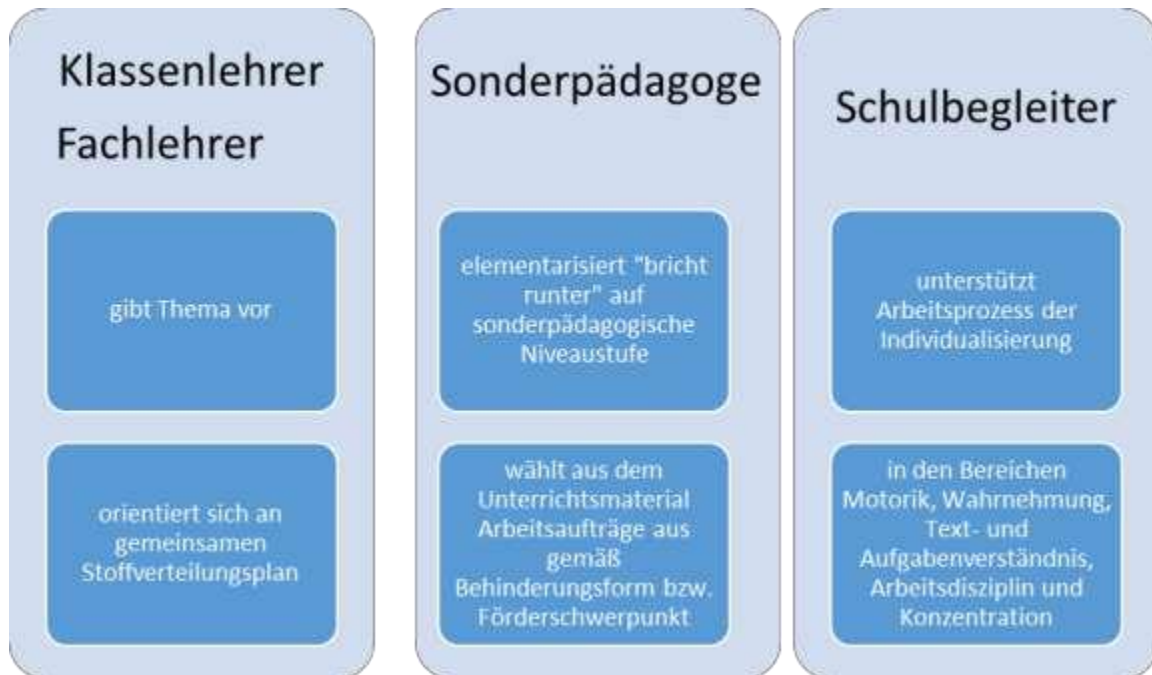 Klassenlehrer
Fachlehrer
gibt Thema vor
orientiert sich an
gemeinsamen
Stoffverteilungsplan
Sonderpädagoge
elementarisiert "bricht
runter" auf
sonderpädagogische
Niveaustufe
wählt aus dem
Unterrichtsmaterial
Arbeitsaufträge aus
gemäß
Behinderungsform bzw.
Förderschwerpunkt
Schulbegleiter
unterstützt
Arbeitsprozess der
Individualisierung
in den Bereichen
Motorik, Wahrnehmung,
Text- und
Aufgabenverständnis,
Arbeitsdisziplin und
Konzentration